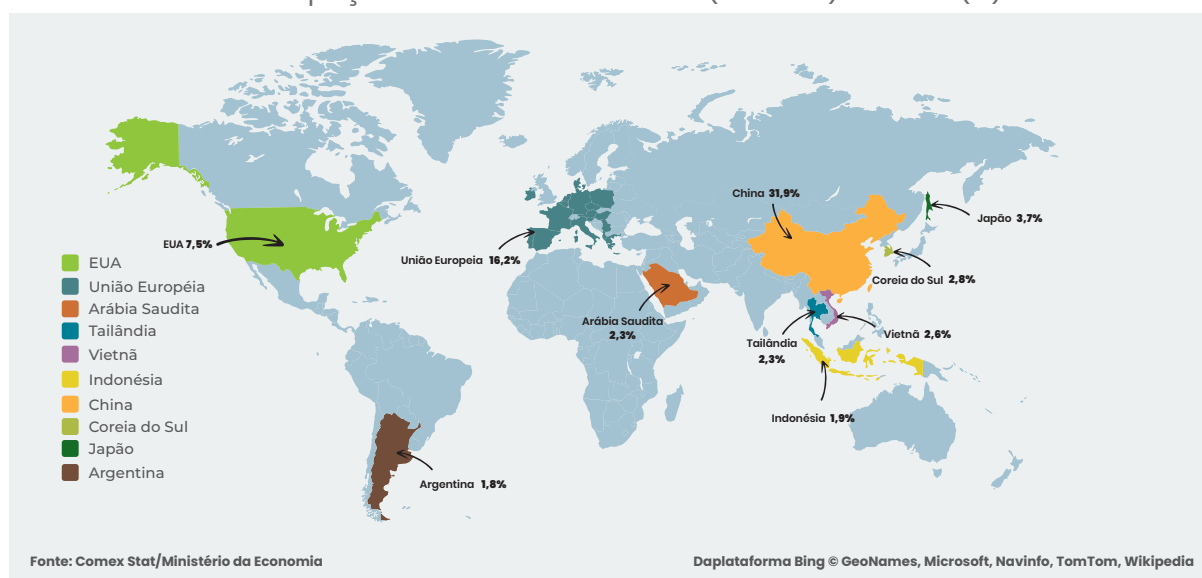 China 31,9%
Japão 3,7%
EUA 7,5%
União Europeia 16,2%
Coreia do Sul 2,8%
Arábia Saudita
2,3%
Vietnã 2,6%
Tailândia
2,3%
Indonésia 1,9%
Argentina 1,8%
EUA
União Européia
Arábia Saudita
Tailândia
Vietnã
Indonésia
China
Coreia do Sul
Japão
Argentina
Fonte: Comex Stat/Ministério da Economia
Daplataforma Bing © GeoNames, Microsoft, Navinfo, TomTom, Wikipedia